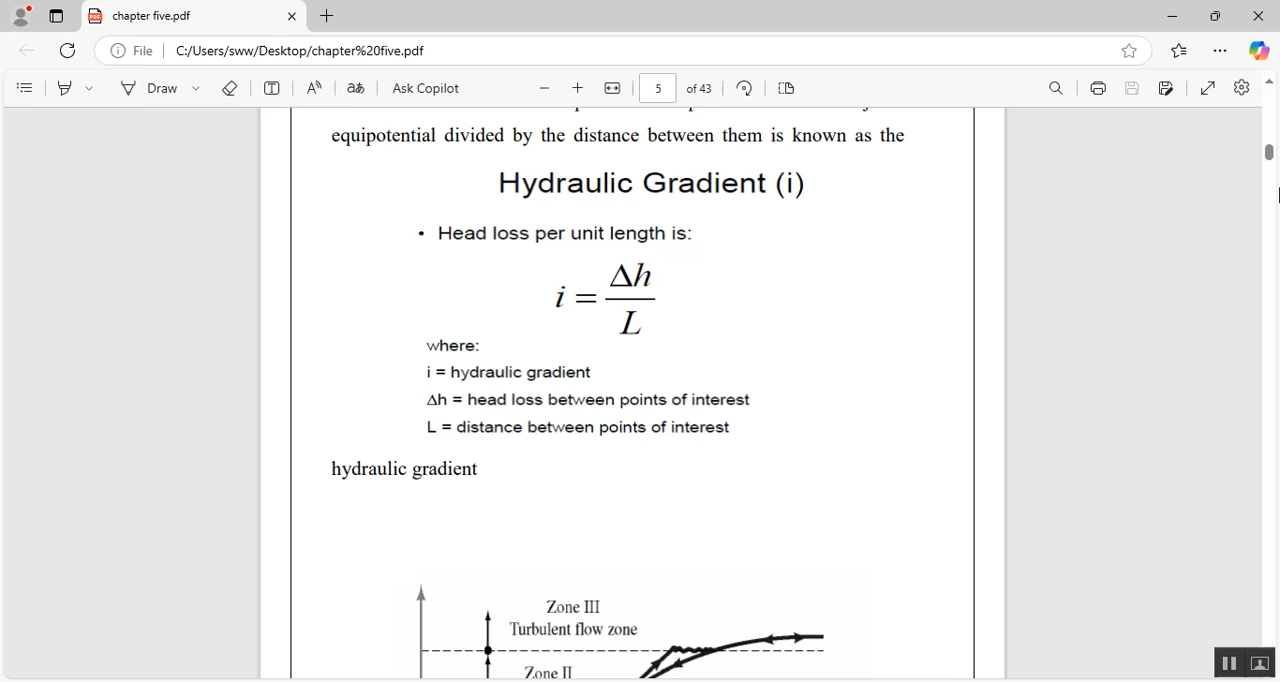 chapter five.pdf
File
C:/Users/sww/Desktop/chapter%20five.pdf
Draw
aあ
Ask Copilot
5
of 43
equipotential divided by the distance between them is known as the
Hydraulic Gradient (i)
• Head loss per unit length is:
i = Δh / L
where:
i = hydraulic gradient
Δh = head loss between points of interest
L = distance between points of interest
hydraulic gradient
Zone III
Turbulent flow zone
Zone II